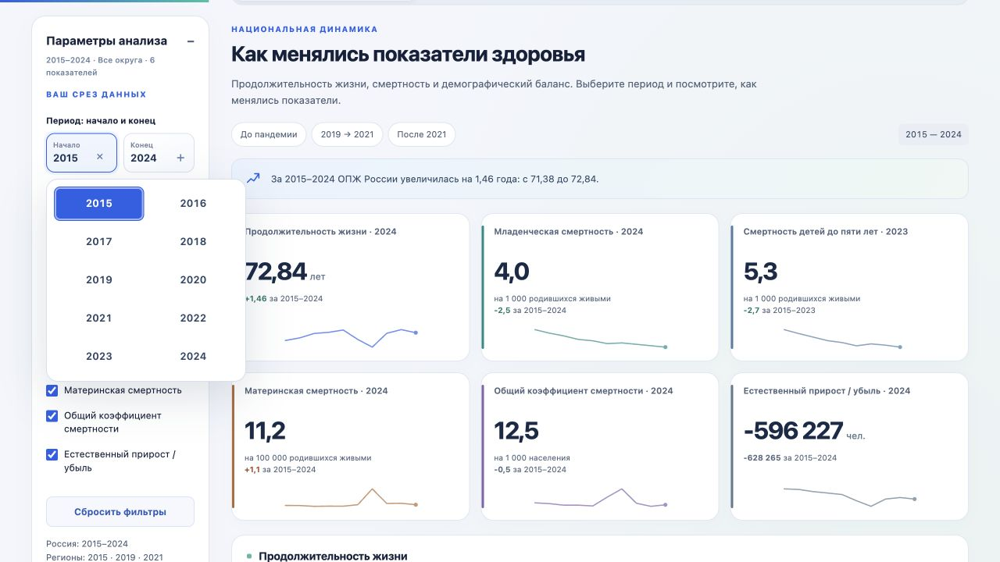 Параметры анализа
−
2015–2024 · Все округа · 6
показателей
ВАШ СРЕЗ ДАННЫХ
Период: начало и конец
Начало
2015
×
Конец
2024
+
2015
2016
2017
2018
2019
2020
2021
2022
2023
2024
Материнская смертность
Общий коэффициент
смертности
Естественный прирост /
убыль
Сбросить фильтры
Россия: 2015–2024
Регионы: 2015 · 2019 · 2021
НАЦИОНАЛЬНАЯ ДИНАМИКА
Как менялись показатели здоровья
Продолжительность жизни, смертность и демографический баланс. Выберите период и посмотрите, как
менялись показатели.
До пандемии
2019 → 2021
После 2021
2015 — 2024
За 2015–2024 ОПЖ России увеличилась на 1,46 года: с 71,38 до 72,84.
Продолжительность жизни · 2024
72,84 лет
+1,46 за 2015–2024
Младенческая смертность · 2024
4,0
на 1 000 родившихся живыми
-2,5 за 2015–2024
Смертность детей до пяти лет · 2023
5,3
на 1 000 родившихся живыми
-2,7 за 2015–2023
Материнская смертность · 2024
11,2
на 100 000 родившихся живыми
+1,1 за 2015–2024
Общий коэффициент смертности · 2024
12,5
на 1 000 населения
-0,5 за 2015–2024
Естественный прирост / убыль · 2024
-596 227 чел.
-628 265 за 2015–2024
Продолжительность жизни